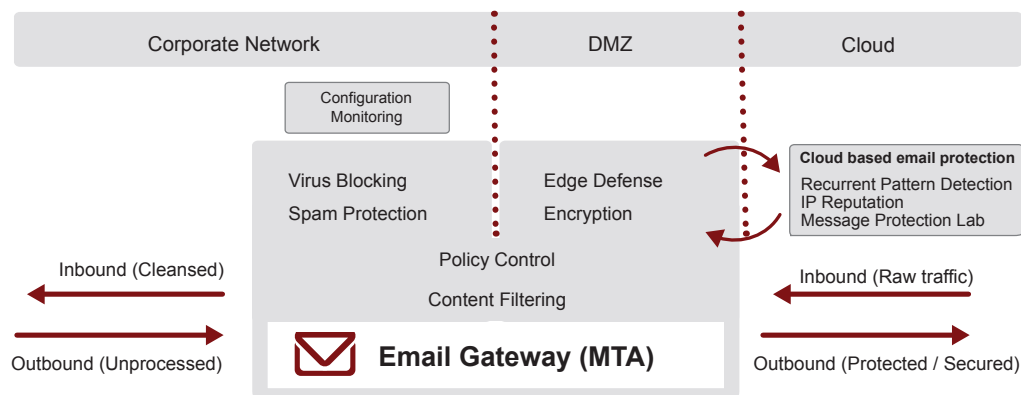 Corporate Network
DMZ
Cloud
Configuration
Monitoring
Virus Blocking
Spam Protection
Edge Defense
Encryption
Cloud based email protection
Recurrent Pattern Detection
IP Reputation
Message Protection Lab
Policy Control
Content Filtering
Inbound (Cleansed)
Outbound (Unprocessed)
Inbound (Raw traffic)
Outbound (Protected / Secured)
Email Gateway (MTA)